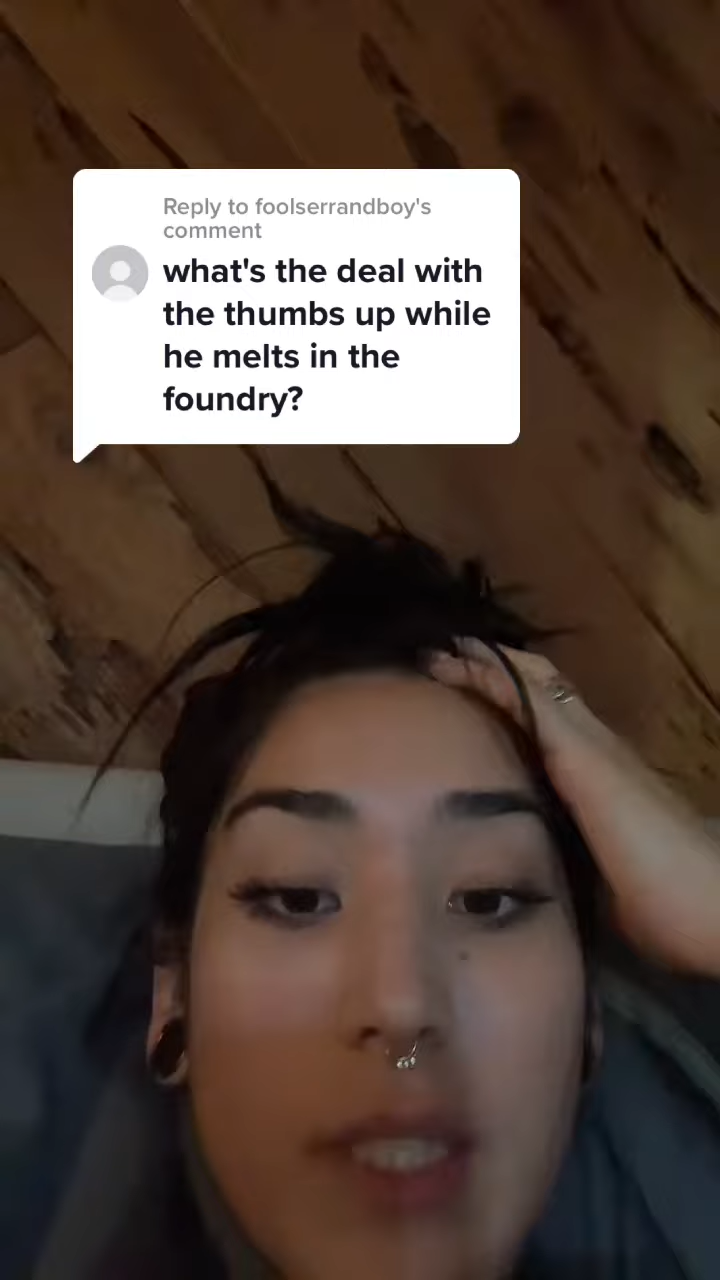 Reply to foolserrandboy's
comment
what's the deal with
the thumbs up while
he melts in the
foundry?